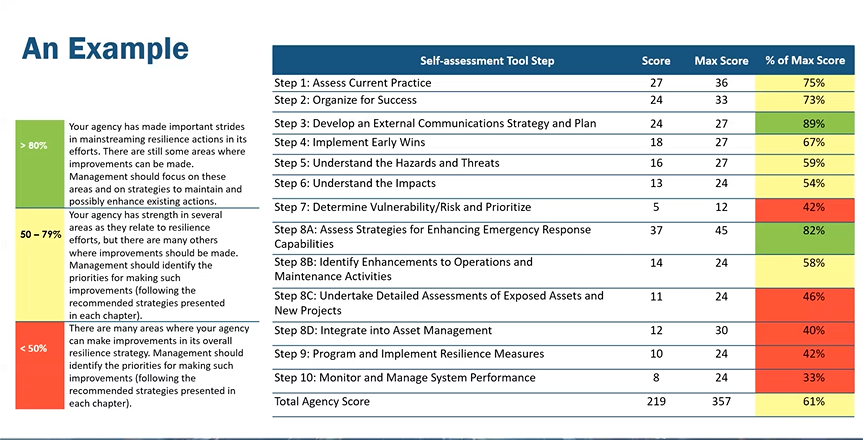 An Example
> 80%
Your agency has made important strides
in mainstreaming resilience actions in its
efforts. There are still some areas where
improvements can be made.
Management should focus on these
areas and on strategies to maintain and
possibly enhance existing actions.
50 – 79%
Your agency has strength in several
areas as they relate to resilience
efforts, but there are many others
where improvements should be made.
Management should identify the
priorities for making such
improvements (following the
recommended strategies presented
in each chapter).
< 50%
There are many areas where your agency
can make improvements in its overall
resilience strategy. Management should
identify the priorities for making such
improvements (following the
recommended strategies presented in
each chapter).
Self-assessment Tool Step Score Max Score % of Max Score
Step 1: Assess Current Practice 27 36 75%
Step 2: Organize for Success 24 33 73%
Step 3: Develop an External Communications Strategy and Plan 24 27 89%
Step 4: Implement Early Wins 18 27 67%
Step 5: Understand the Hazards and Threats 16 27 59%
Step 6: Understand the Impacts 13 24 54%
Step 7: Determine Vulnerability/Risk and Prioritize 5 12 42%
Step 8A: Assess Strategies for Enhancing Emergency Response 37 45 82%
Capabilities
Step 8B: Identify Enhancements to Operations and 14 24 58%
Maintenance Activities
Step 8C: Undertake Detailed Assessments of Exposed Assets and 11 24 46%
New Projects
Step 8D: Integrate into Asset Management 12 30 40%
Step 9: Program and Implement Resilience Measures 10 24 42%
Step 10: Monitor and Manage System Performance 8 24 33%
Total Agency Score 219 357 61%